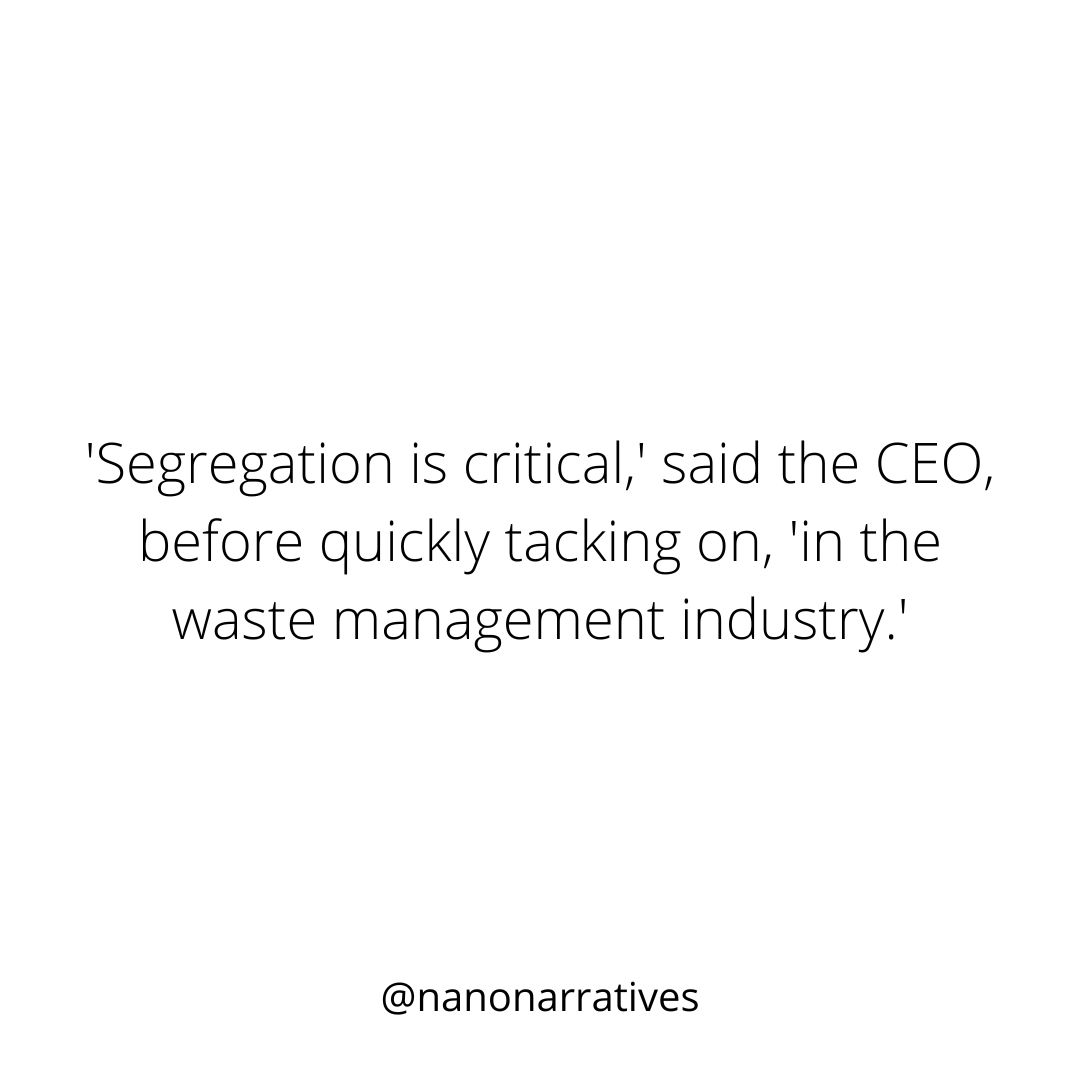 'Segregation is critical,' said the CEO,
before quickly tacking on, 'in the
waste management industry.'
@nanonarratives